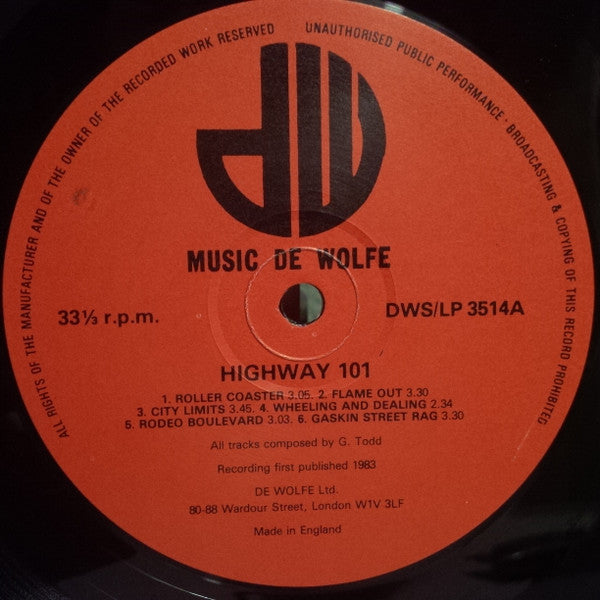 ALL RIGHTS OF THE MANUFACTURER AND OF THE OWNER OF THE RECORDED WORK RESERVED
UNAUTHORISED PUBLIC PERFORMANCE · BROADCASTING & COPYING OF THIS RECORD PROHIBITED
dW
MUSIC DE WOLFE
33⅓ r.p.m.
DWS/LP 3514A
HIGHWAY 101
1. ROLLER COASTER 3.05. 2. FLAME OUT 3.30
3. CITY LIMITS 3.45. 4. WHEELING AND DEALING 2.34
5. RODEO BOULEVARD 3.03. 6. GASKIN STREET RAG 3.30
All tracks composed by G. Todd
Recording first published 1983
DE WOLFE Ltd.
80-88 Wardour Street, London W1V 3LF
Made in England